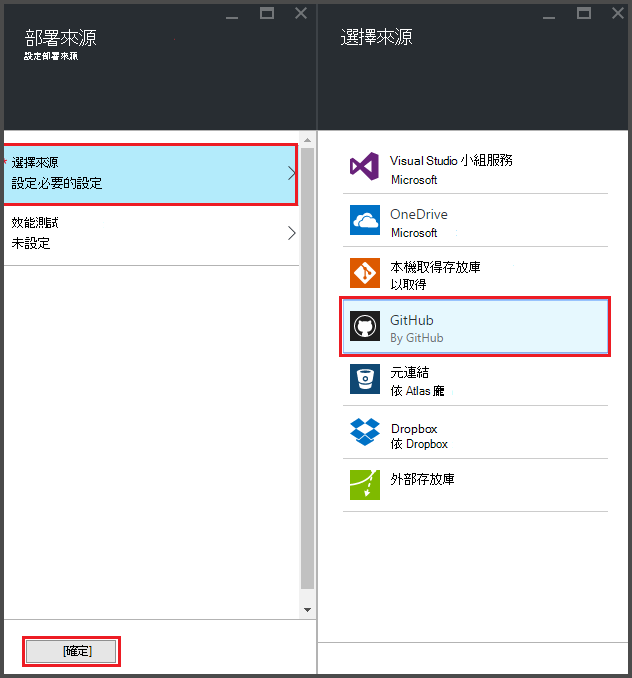 部署來源
設定部署來源
選擇來源
設定必要的設定
效能測試
未設定
[確定]
選擇來源
Visual Studio 小組服務
Microsoft
OneDrive
Microsoft
本機取得存放庫
以取得
GitHub
By GitHub
元連結
依 Atlas 龐
Dropbox
依 Dropbox
外部存放庫